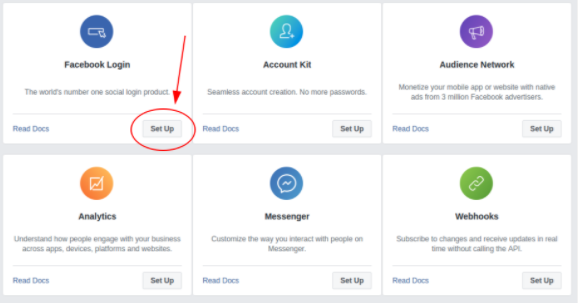 Facebook Login
The world's number one social login product.
Read Docs
Set Up
Account Kit
Seamless account creation. No more passwords.
Read Docs
Set Up
Audience Network
Monetize your mobile app or website with native
ads from 3 million Facebook advertisers.
Read Docs
Set Up
Analytics
Understand how people engage with your business
across apps, devices, platforms and websites.
Read Docs
Set Up
Messenger
Customize the way you interact with people on
Messenger.
Read Docs
Set Up
Webhooks
Subscribe to changes and receive updates in real
time without calling the API.
Read Docs
Set Up